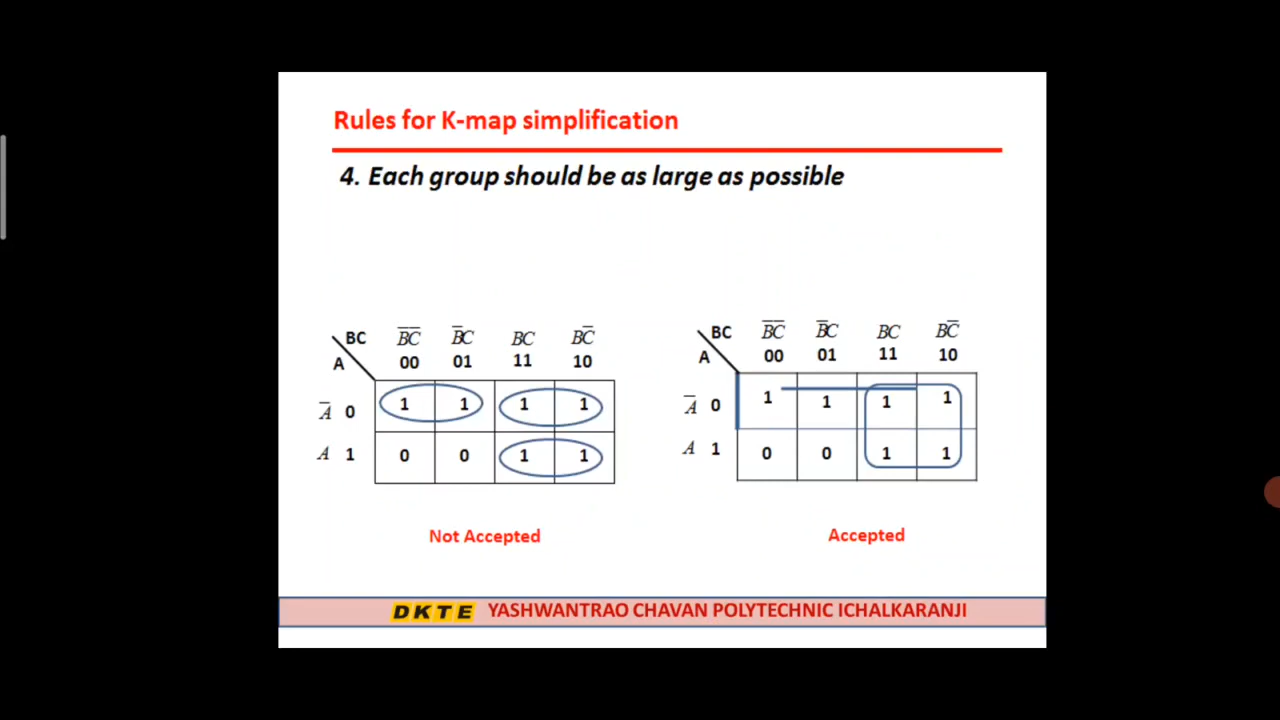 Rules for K-map simplification
4. Each group should be as large as possible
BC B̅C̅ B̅C BC BC̅
A 00 01 11 10
A̅ 0 1 1 1 1
A 1 0 0 1 1
Not Accepted
BC B̅C̅ B̅C BC BC̅
A 00 01 11 10
A̅ 0 1 1 1 1
A 1 0 0 1 1
Accepted
DKTE YASHWANTRAO CHAVAN POLYTECHNIC ICHALKARANJI